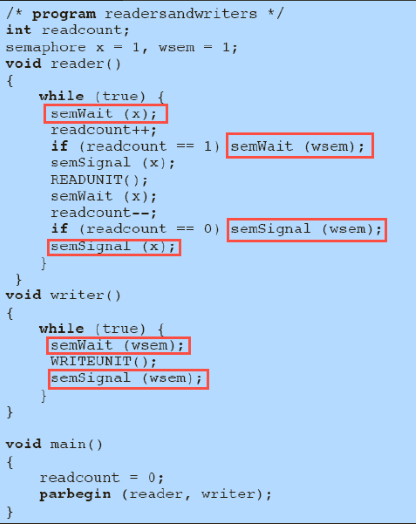 /* program readersandwriters */
int readcount;
semaphore x = 1, wsem = 1;
void reader()
{
while (true) {
semWait (x);
readcount++;
if (readcount == 1) semWait (wsem);
semSignal (x);
READUNIT();
semWait (x);
readcount--;
if (readcount == 0) semSignal (wsem);
semSignal (x);
}
}
void writer()
{
while (true) {
semWait (wsem);
WRITEUNIT();
semSignal (wsem);
}
}
void main()
{
readcount = 0;
parbegin (reader, writer);
}